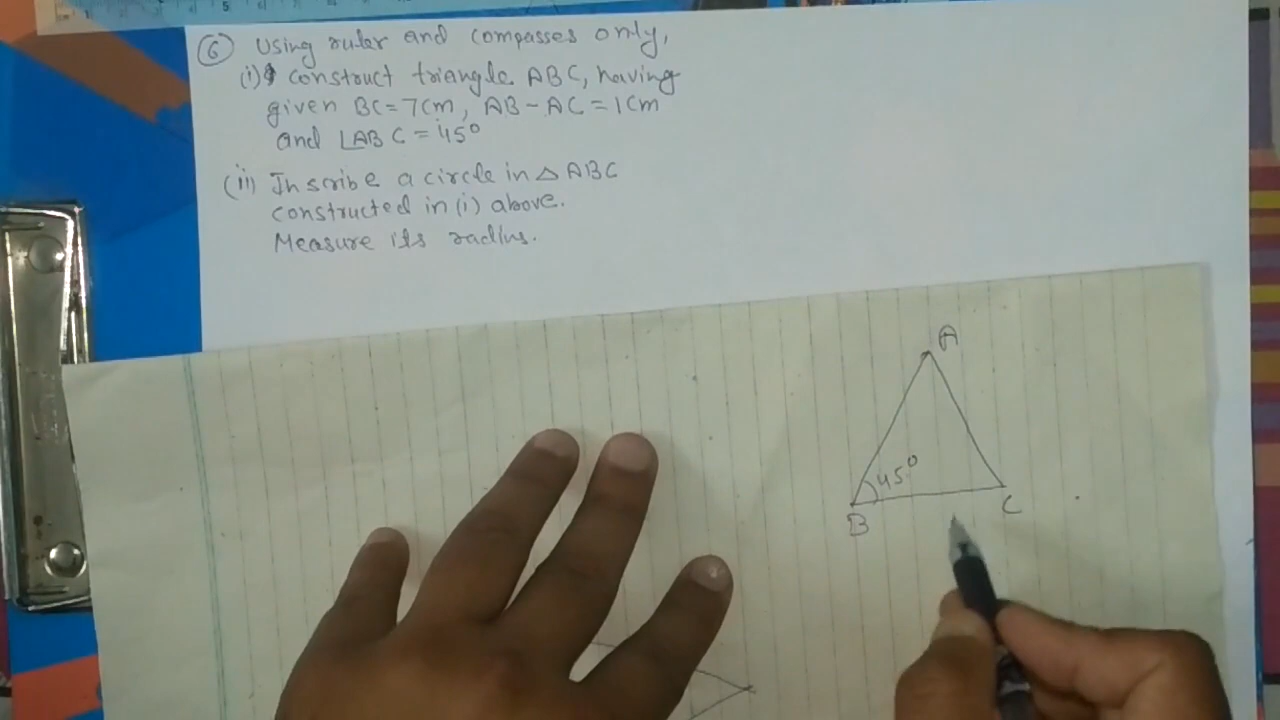 6 Using ruler and compasses only,
(i) construct triangle ABC, having
given BC = 7cm, AB - AC = 1cm
and ∠ABC = 45°
(ii) Inscribe a circle in △ ABC
constructed in (i) above.
Measure its radius.
A
45°
B
C